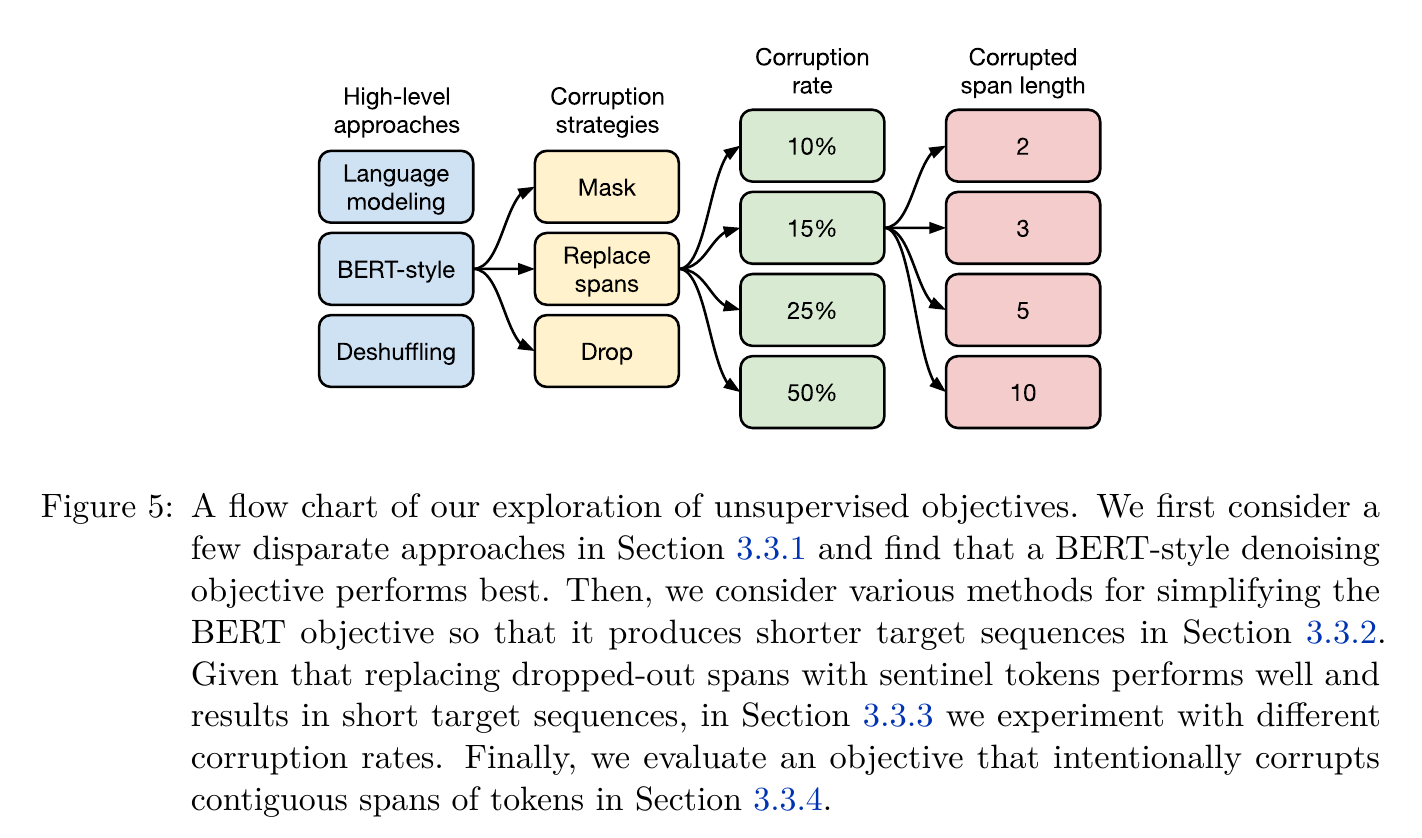 High-level
approaches
Language
modeling
BERT-style
Deshuffling
Corruption
strategies
Mask
Replace
spans
Drop
Corruption
rate
10%
15%
25%
50%
Corrupted
span length
2
3
5
10
Figure 5: A flow chart of our exploration of unsupervised objectives. We first consider a
few disparate approaches in Section 3.3.1 and find that a BERT-style denoising
objective performs best. Then, we consider various methods for simplifying the
BERT objective so that it produces shorter target sequences in Section 3.3.2.
Given that replacing dropped-out spans with sentinel tokens performs well and
results in short target sequences, in Section 3.3.3 we experiment with different
corruption rates. Finally, we evaluate an objective that intentionally corrupts
contiguous spans of tokens in Section 3.3.4.